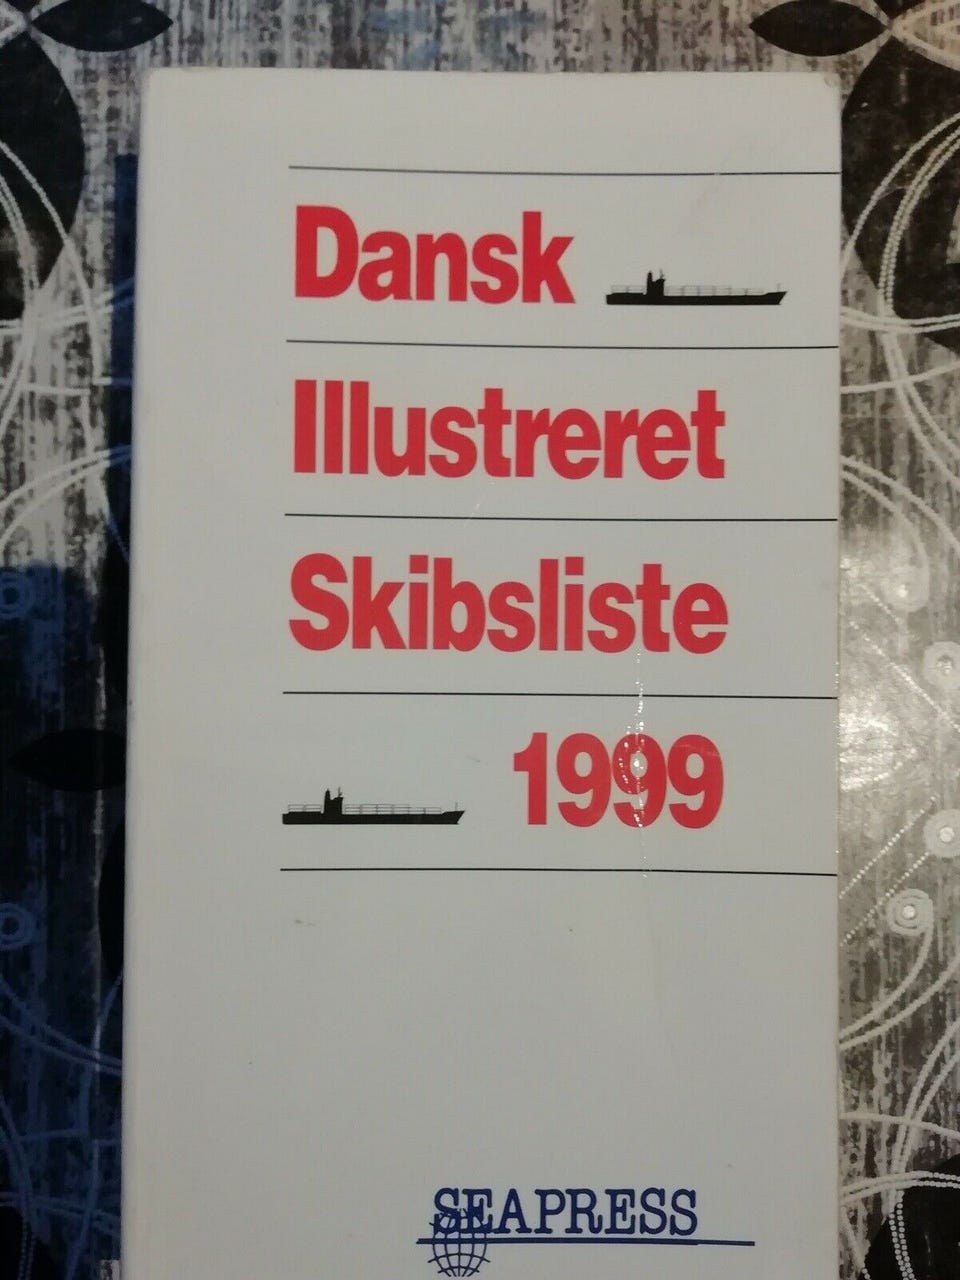 Dansk
Illustreret
Skibsliste
1999
SEAPRESS